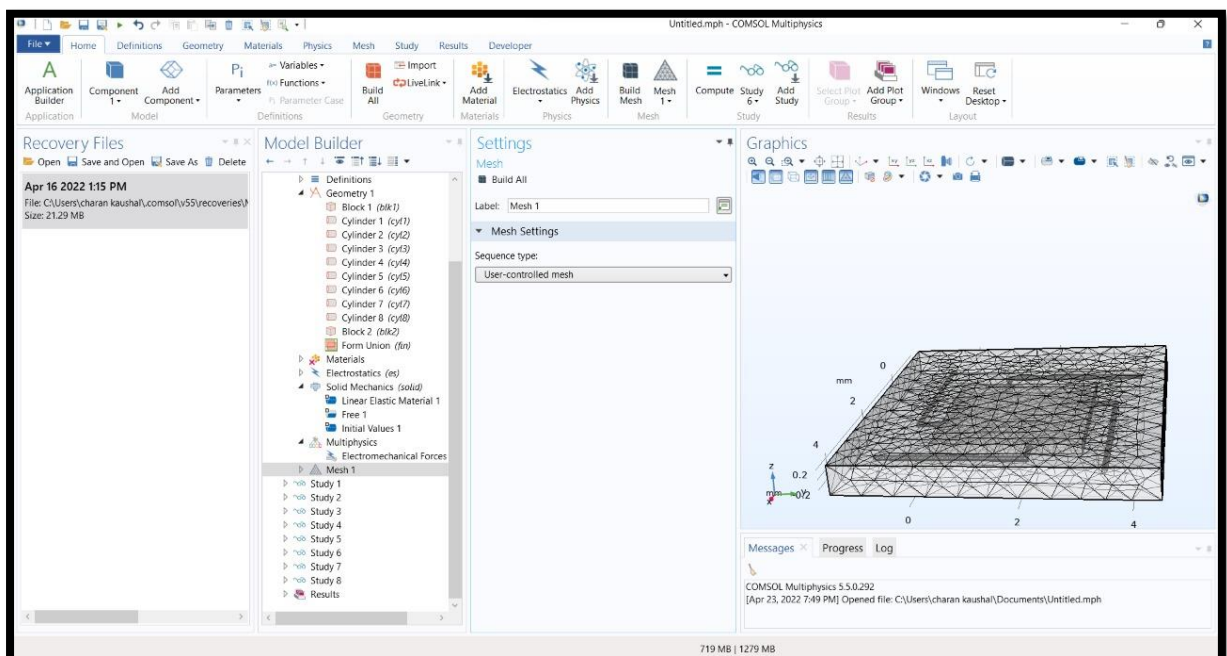 Untitled.mph - COMSOL Multiphysics
File Home Definitions Geometry Materials Physics Mesh Study Results Developer
Application Builder
Component 1
Add Component
Pi
Parameters
a= Variables
f(x) Functions
Parameter Case
Build All
Import
LiveLink
Add Material
Electrostatics
Add Physics
Build Mesh
Mesh 1
Compute
Study 6
Add Study
Select Plot Group
Add Plot Group
Windows
Reset Desktop
Application Model Definitions Geometry Materials Physics Mesh Study Results Layout
Recovery Files
Open Save and Open Save As Delete
Apr 16 2022 1:15 PM
File: C:\Users\charan kaushal\.comsol\v55\recoveries\
Size: 21.29 MB
Model Builder
Definitions
Geometry 1
Block 1 (blk1)
Cylinder 1 (cyl1)
Cylinder 2 (cyl2)
Cylinder 3 (cyl3)
Cylinder 4 (cyl4)
Cylinder 5 (cyl5)
Cylinder 6 (cyl6)
Cylinder 7 (cyl7)
Cylinder 8 (cyl8)
Block 2 (blk2)
Form Union (fin)
Materials
Electrostatics (es)
Solid Mechanics (solid)
Linear Elastic Material 1
Free 1
Initial Values 1
Multiphysics
Electromechanical Forces
Mesh 1
Study 1
Study 2
Study 3
Study 4
Study 5
Study 6
Study 7
Study 8
Results
Settings
Mesh
Build All
Label: Mesh 1
Mesh Settings
Sequence type:
User-controlled mesh
Graphics
0
mm
2
4
z
0.2
y
x
0 2 4
Messages Progress Log
COMSOL Multiphysics 5.5.0.292
[Apr 23, 2022 7:49 PM] Opened file: C:\Users\charan kaushal\Documents\Untitled.mph
719 MB | 1279 MB